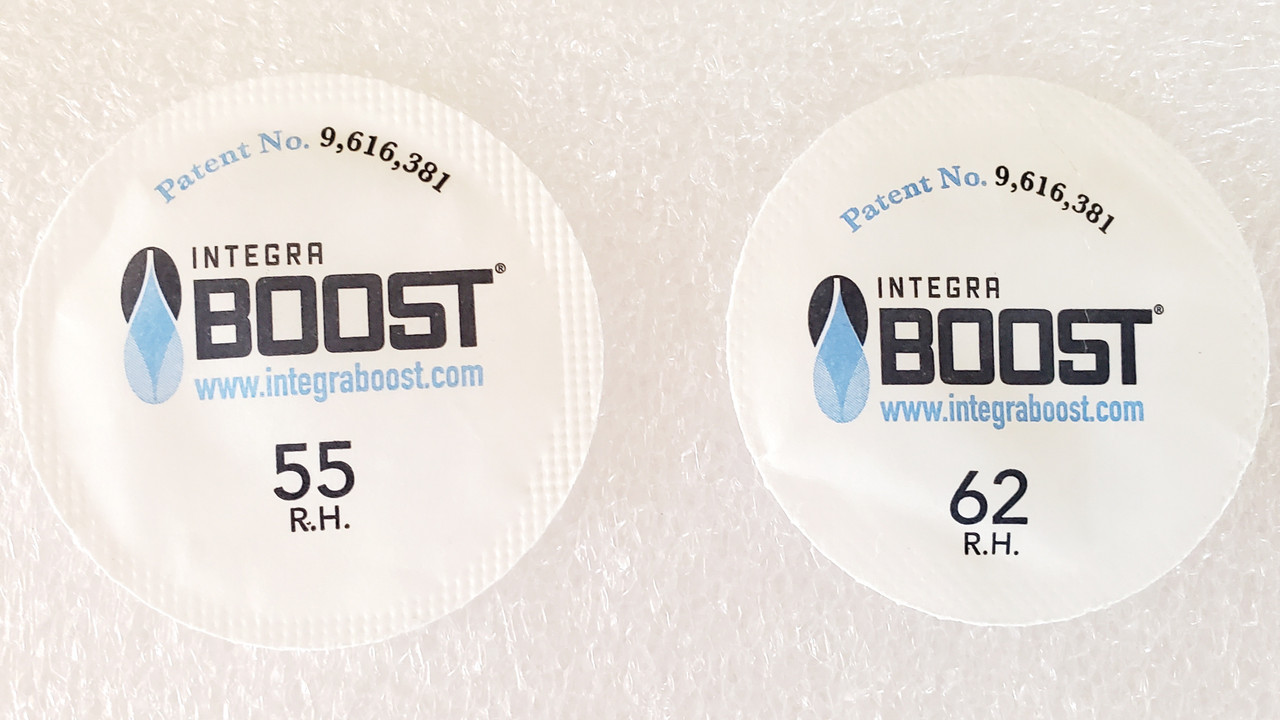 Patent No. 9,616,381
INTEGRA
BOOST®
www.integraboost.com
55
R.H.
Patent No. 9,616,381
INTEGRA
BOOST®
www.integraboost.com
62
R.H.